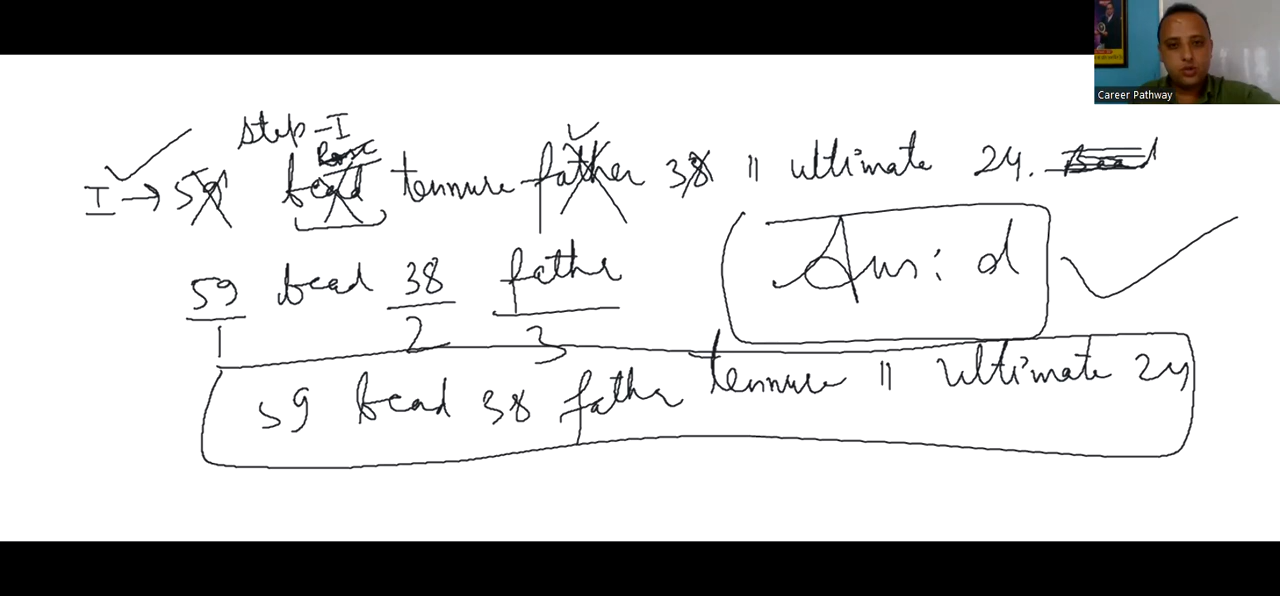 Career Pathway
step-I
I → 59 bead tennure father 38 11 ultimate 24.
59 bead 38 fathe
1 2 3
Ans: d
59 bead 38 father tennure 11 ultimate 24